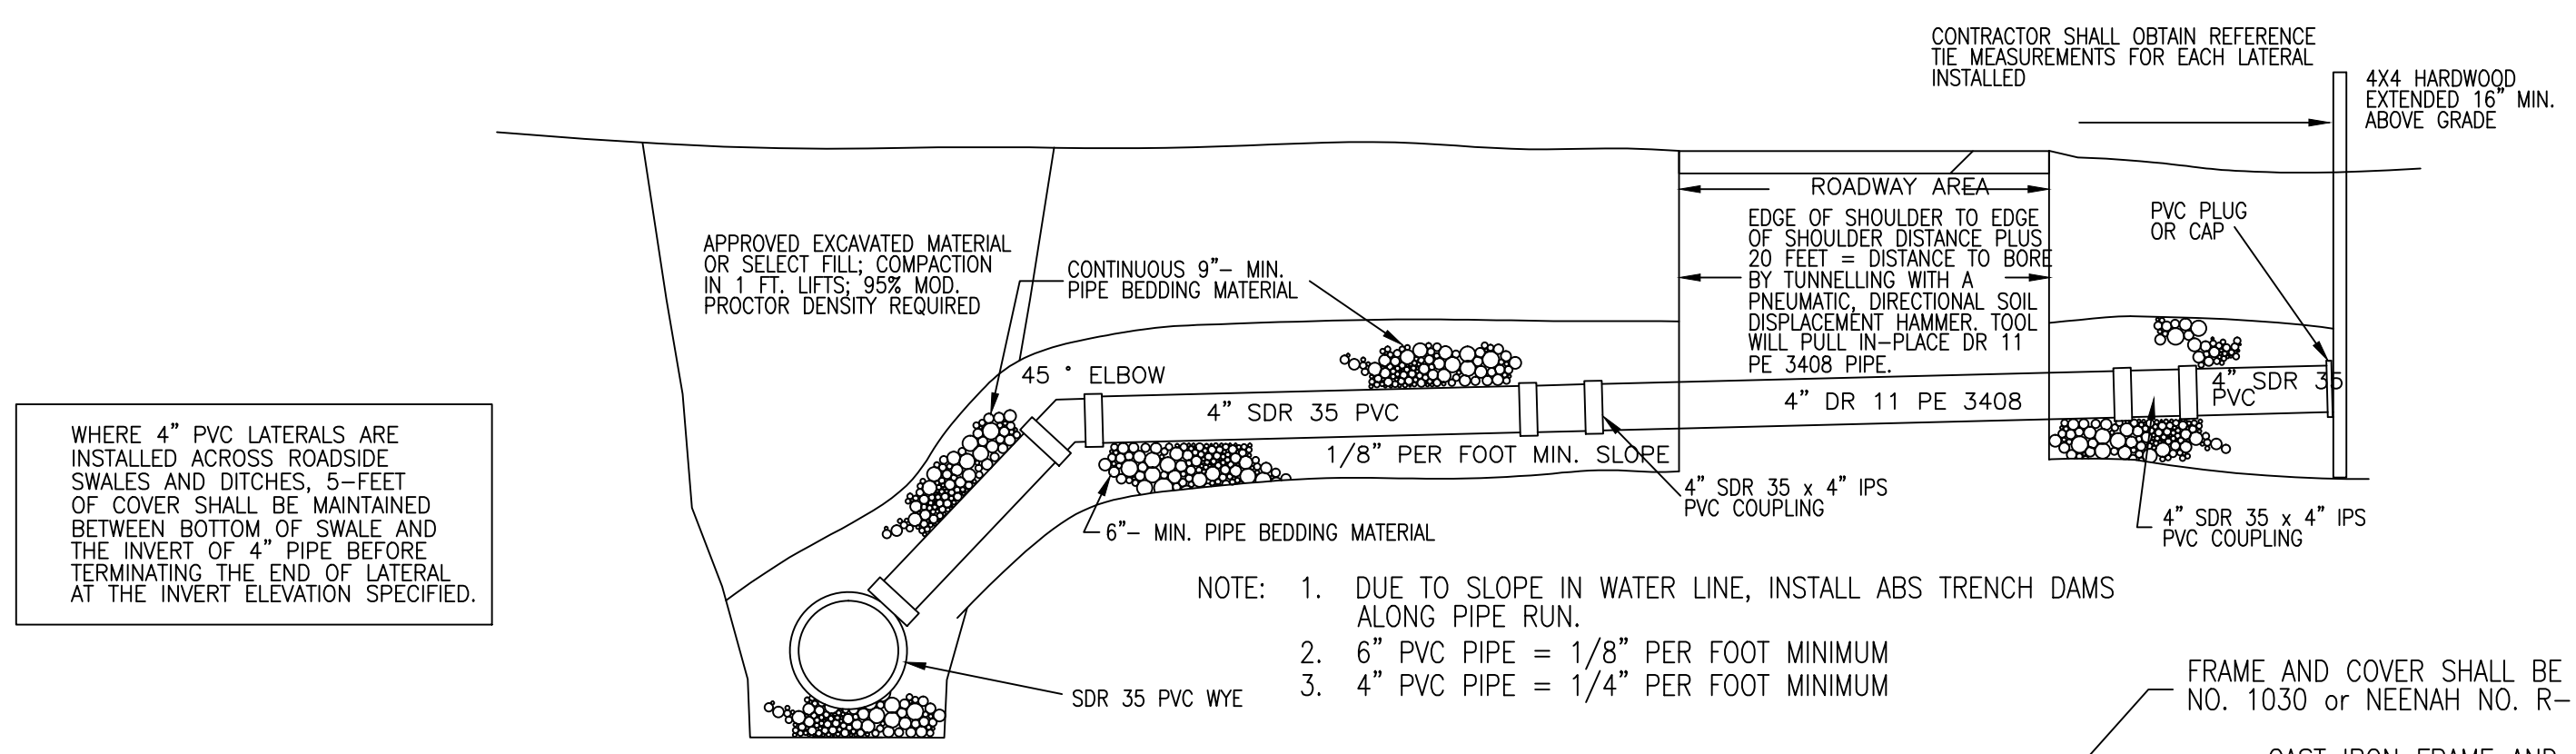 CONTRACTOR SHALL OBTAIN REFERENCE
TIE MEASUREMENTS FOR EACH LATERAL
INSTALLED
4X4 HARDWOOD
EXTENDED 16" MIN.
ABOVE GRADE
ROADWAY AREA
EDGE OF SHOULDER TO EDGE
OF SHOULDER DISTANCE PLUS
20 FEET = DISTANCE TO BORE
BY TUNNELLING WITH A
PNEUMATIC, DIRECTIONAL SOIL
DISPLACEMENT HAMMER. TOOL
WILL PULL IN-PLACE DR 11
PE 3408 PIPE.
PVC PLUG
OR CAP
APPROVED EXCAVATED MATERIAL
OR SELECT FILL; COMPACTION
IN 1 FT. LIFTS; 95% MOD.
PROCTOR DENSITY REQUIRED
CONTINUOUS 9"- MIN.
PIPE BEDDING MATERIAL
45 ° ELBOW
4" SDR 35 PVC
4" DR 11 PE 3408
4" SDR 35
PVC
1/8" PER FOOT MIN. SLOPE
4" SDR 35 x 4" IPS
PVC COUPLING
4" SDR 35 x 4" IPS
PVC COUPLING
6"- MIN. PIPE BEDDING MATERIAL
WHERE 4" PVC LATERALS ARE
INSTALLED ACROSS ROADSIDE
SWALES AND DITCHES, 5-FEET
OF COVER SHALL BE MAINTAINED
BETWEEN BOTTOM OF SWALE AND
THE INVERT OF 4" PIPE BEFORE
TERMINATING THE END OF LATERAL
AT THE INVERT ELEVATION SPECIFIED.
NOTE: 1. DUE TO SLOPE IN WATER LINE, INSTALL ABS TRENCH DAMS
ALONG PIPE RUN.
2. 6" PVC PIPE = 1/8" PER FOOT MINIMUM
3. 4" PVC PIPE = 1/4" PER FOOT MINIMUM
SDR 35 PVC WYE
FRAME AND COVER SHALL BE
NO. 1030 or NEENAH NO. R-
CAST IRON FRAME AND